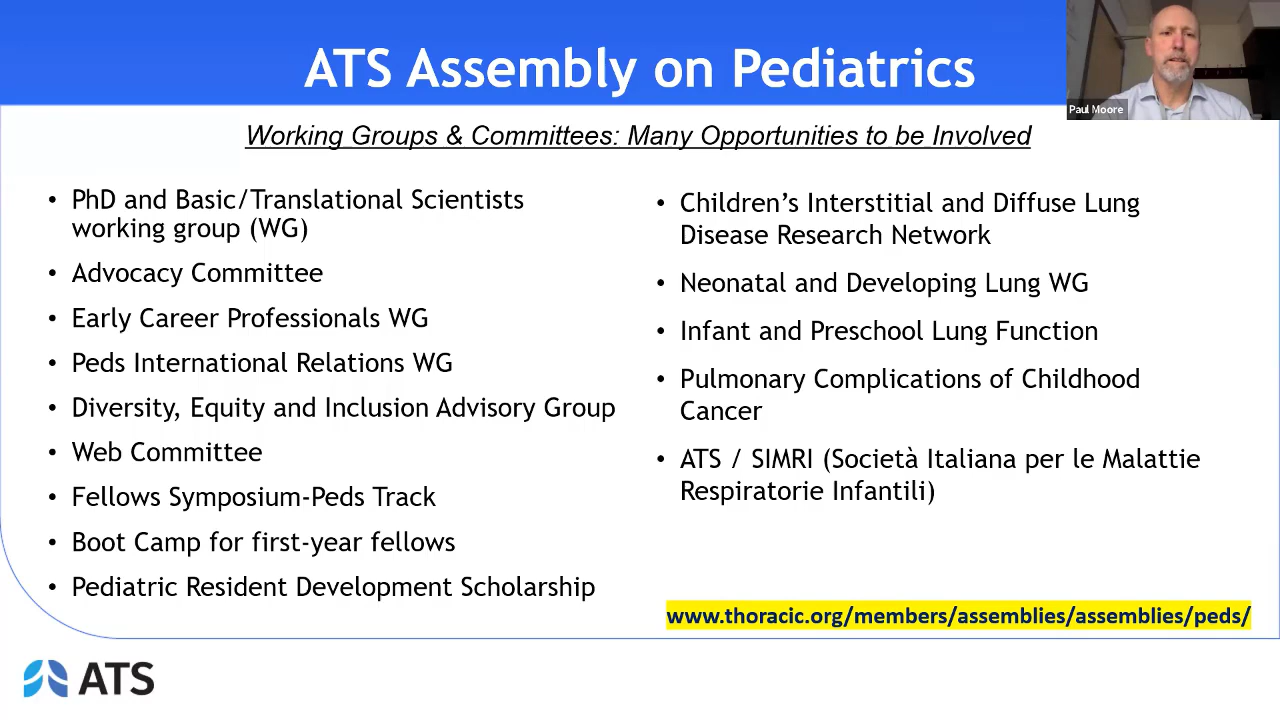 ATS Assembly on Pediatrics
Paul Moore
Working Groups & Committees: Many Opportunities to be Involved
• PhD and Basic/Translational Scientists
working group (WG)
• Advocacy Committee
• Early Career Professionals WG
• Peds International Relations WG
• Diversity, Equity and Inclusion Advisory Group
• Web Committee
• Fellows Symposium-Peds Track
• Boot Camp for first-year fellows
• Pediatric Resident Development Scholarship
• Children’s Interstitial and Diffuse Lung
Disease Research Network
• Neonatal and Developing Lung WG
• Infant and Preschool Lung Function
• Pulmonary Complications of Childhood
Cancer
• ATS / SIMRI (Società Italiana per le Malattie
Respiratorie Infantili)
www.thoracic.org/members/assemblies/assemblies/peds/
ATS